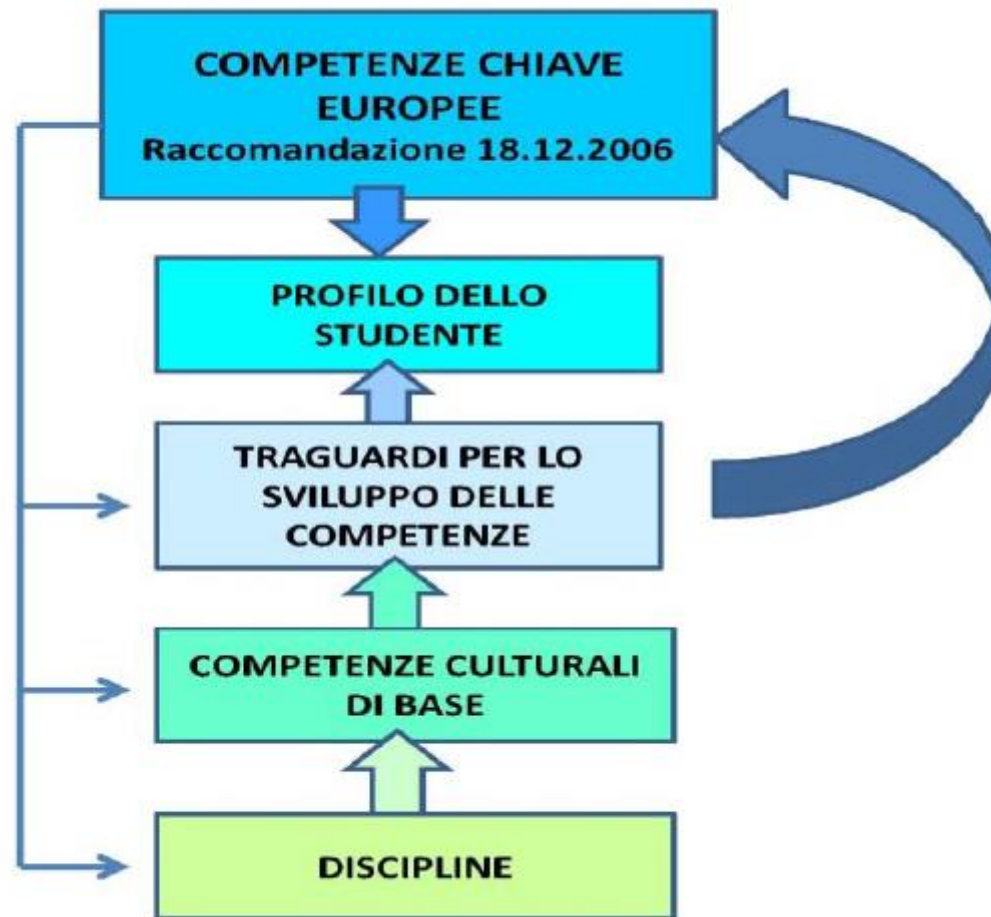 COMPETENZE CHIAVE
EUROPEE
Raccomandazione 18.12.2006
PROFILO DELLO
STUDENTE
TRAGUARDI PER LO
SVILUPPO DELLE
COMPETENZE
COMPETENZE CULTURALI
DI BASE
DISCIPLINE